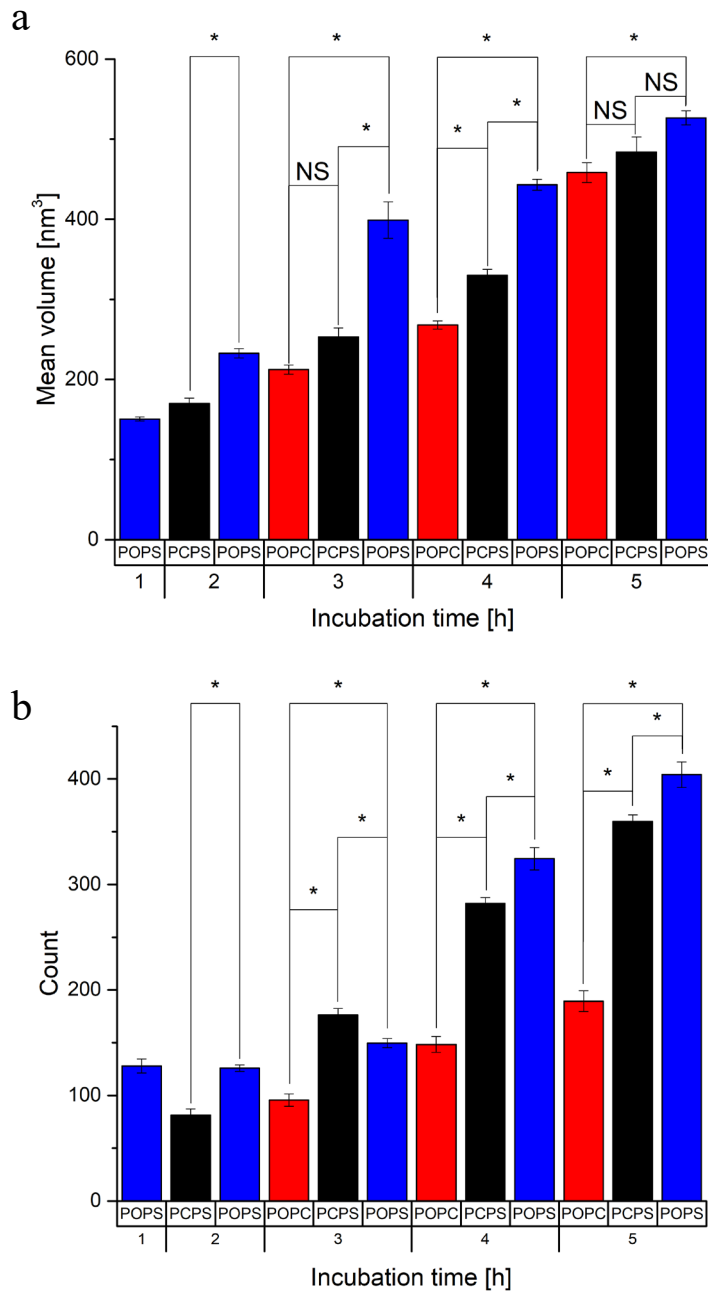 a
* * * *
600
NS
*
NS
* *
*
NS
400
200
0
Mean volume [nm³]
POPS PCPS POPS POPC PCPS POPS POPC PCPS POPS POPC PCPS POPS
1 2 3 4 5
Incubation time [h]
b
* * * *
*
400
* *
* *
*
300
200
100
0
Count
POPS PCPS POPS POPC PCPS POPS POPC PCPS POPS POPC PCPS POPS
1 2 3 4 5
Incubation time [h]